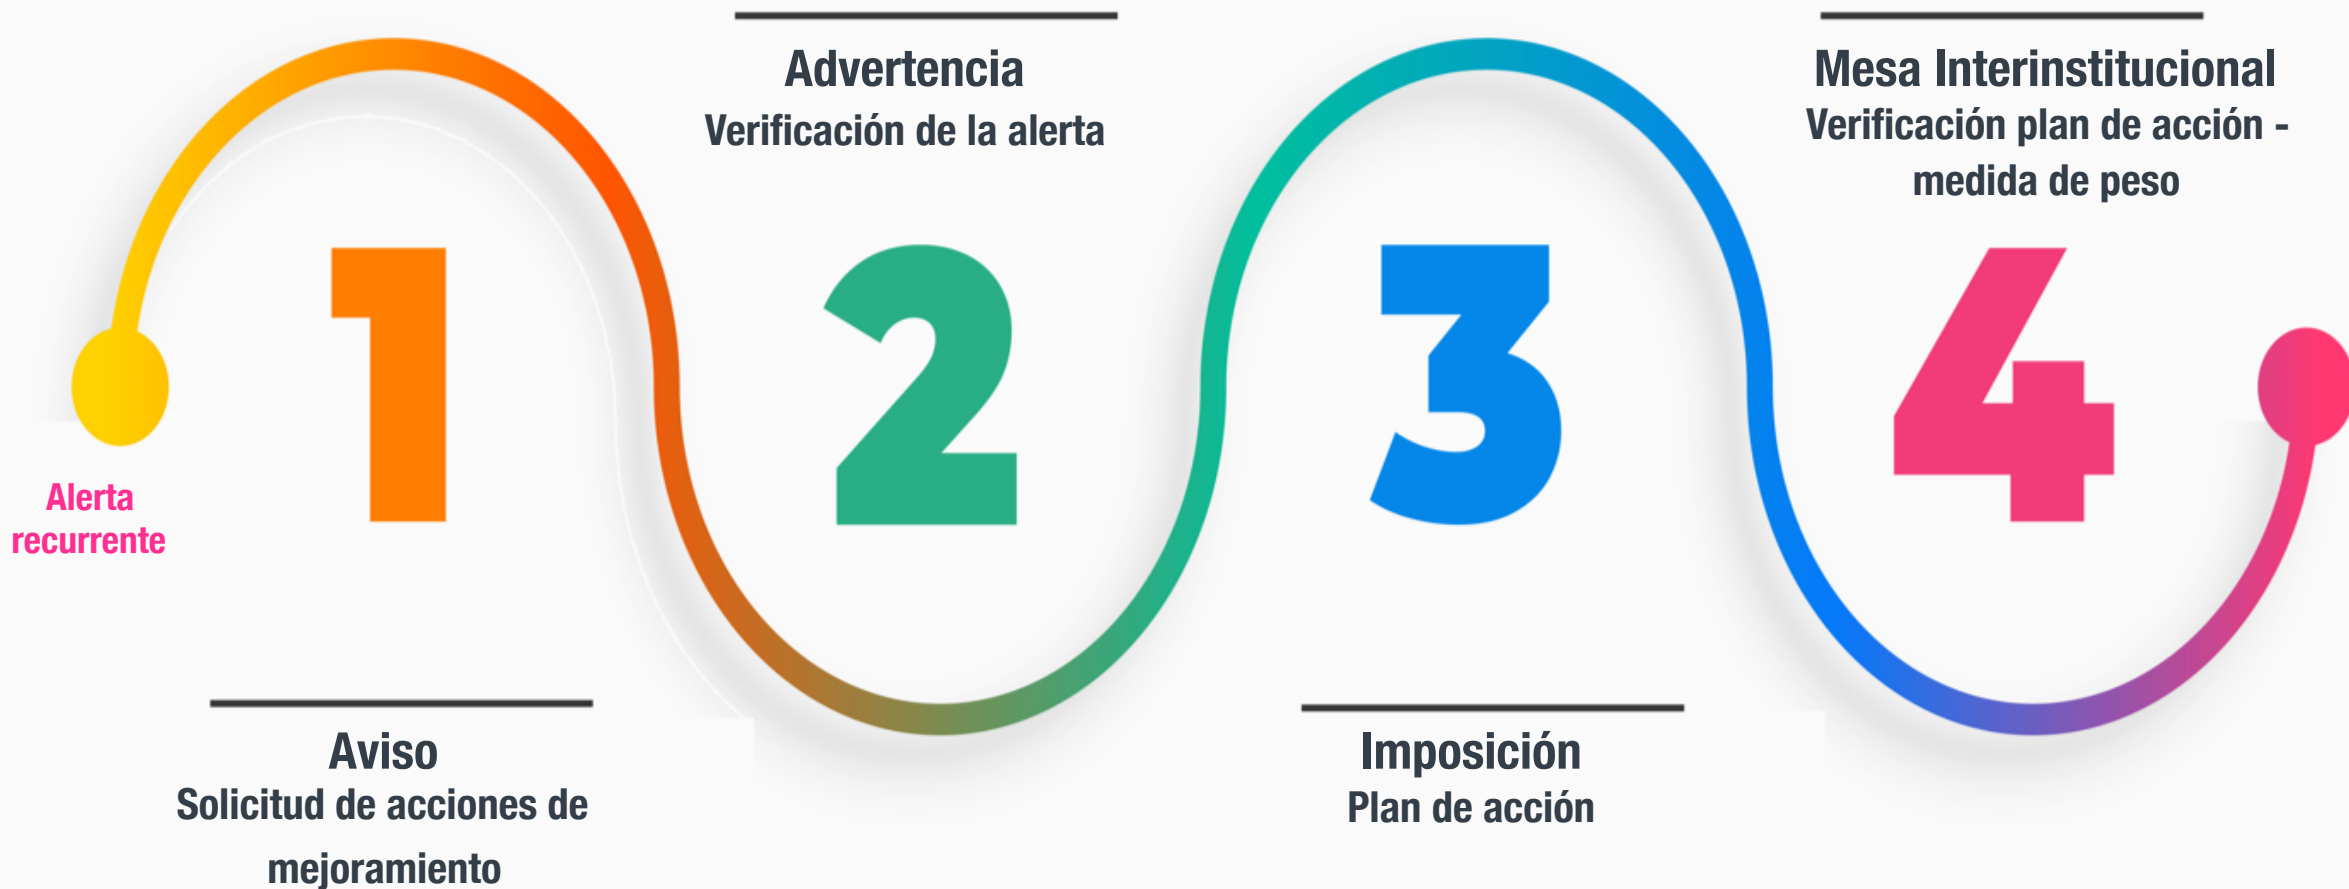 Alerta
recurrente
1
Aviso
Solicitud de acciones de
mejoramiento
Advertencia
Verificación de la alerta
2
3
Imposición
Plan de acción
Mesa Interinstitucional
Verificación plan de acción -
medida de peso
4